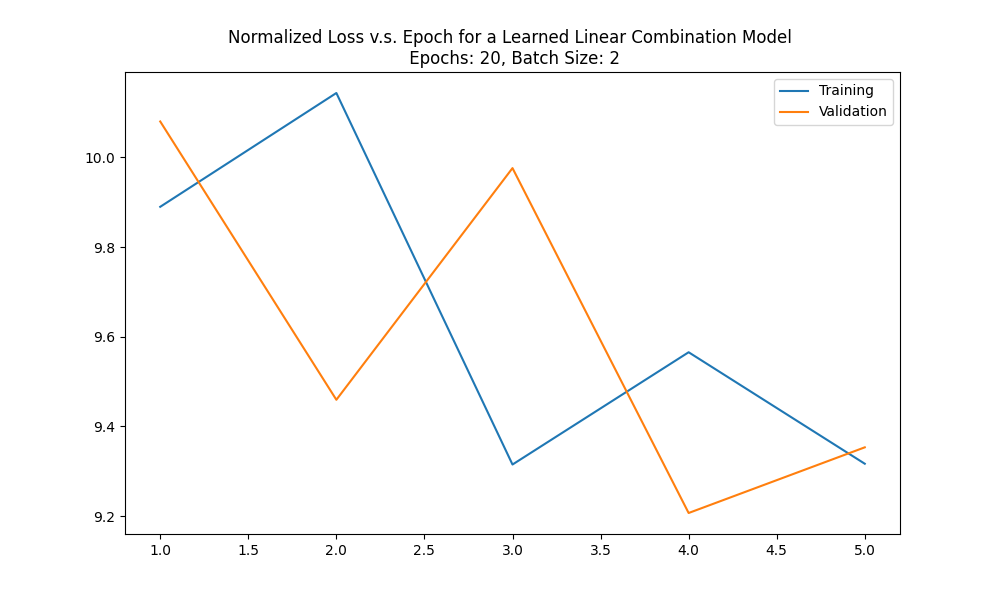 Normalized Loss v.s. Epoch for a Learned Linear Combination Model
Epochs: 20, Batch Size: 2
Training
Validation
10.0
9.8
9.6
9.4
9.2
1.0 1.5 2.0 2.5 3.0 3.5 4.0 4.5 5.0